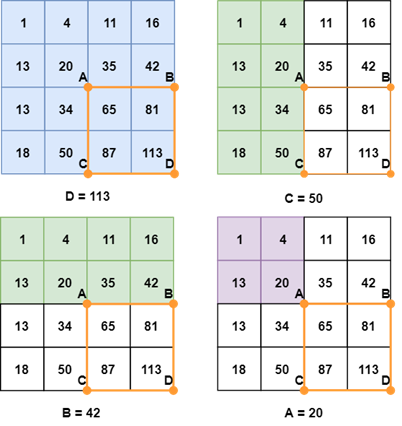 1 4 11 16
13 20 35 42
A B
13 34 65 81
18 50 87 113
C D
D = 113
1 4 11 16
13 20 35 42
A B
13 34 65 81
18 50 87 113
C D
C = 50
1 4 11 16
13 20 35 42
A B
13 34 65 81
18 50 87 113
C D
B = 42
1 4 11 16
13 20 35 42
A B
13 34 65 81
18 50 87 113
C D
A = 20